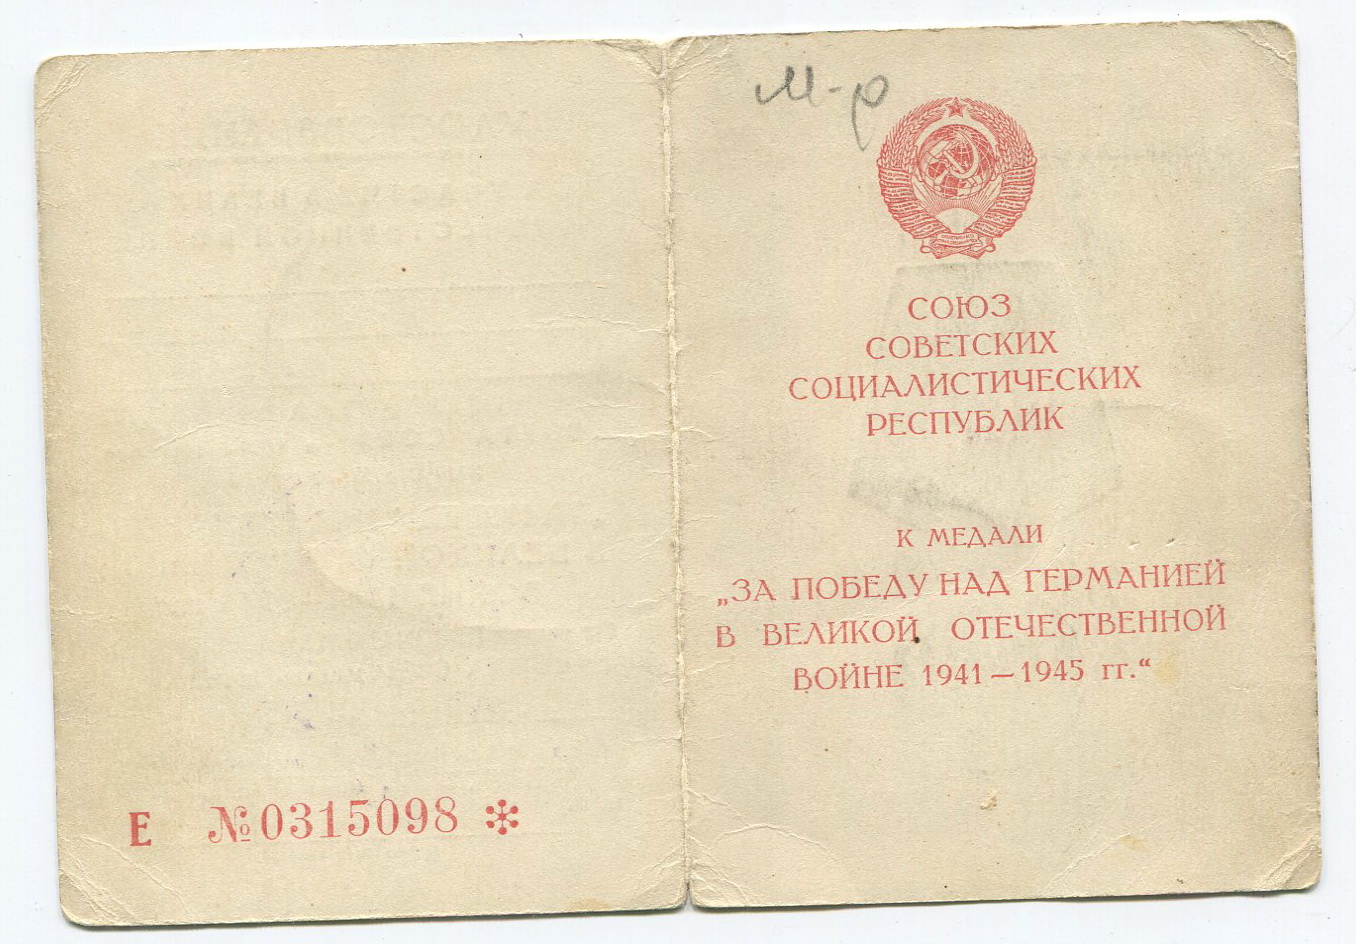 Е №0315098
м-р
СОЮЗ
СОВЕТСКИХ
СОЦИАЛИСТИЧЕСКИХ
РЕСПУБЛИК
К МЕДАЛИ
„ЗА ПОБЕДУ НАД ГЕРМАНИЕЙ
В ВЕЛИКОЙ ОТЕЧЕСТВЕННОЙ
ВОЙНЕ 1941—1945 гг.“